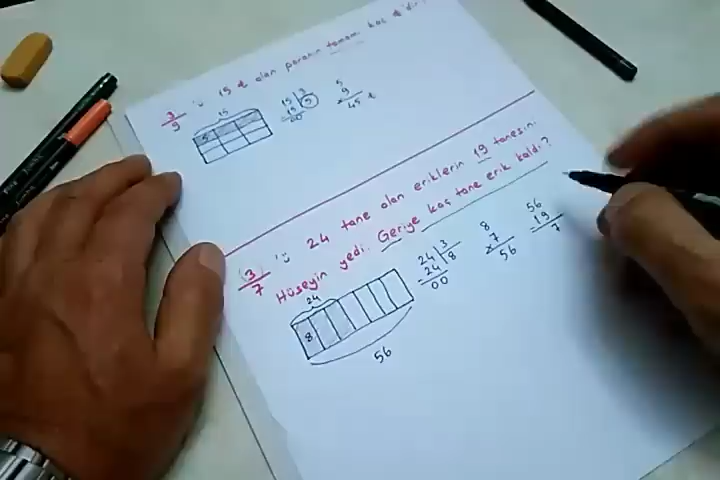 3/9 'ü 15 ₺ olan paranın tamamı kaç ₺'dir?
15
5
15 | 3
- 15 | 5
00
5
x 9
45 ₺
3/7 'ü 24 tane olan eriklerin 19 tanesini
Hüseyin yedi. Geriye kaç tane erik kaldı?
24
8
56
24 | 3
- 24 | 8
00
8
x 7
56
56
- 19
7